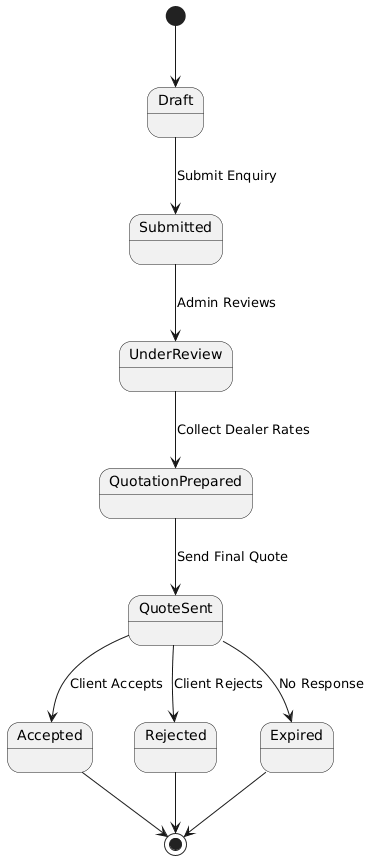 Draft
Submit Enquiry
Submitted
Admin Reviews
UnderReview
Collect Dealer Rates
QuotationPrepared
Send Final Quote
QuoteSent
Client Accepts
Client Rejects
No Response
Accepted
Rejected
Expired